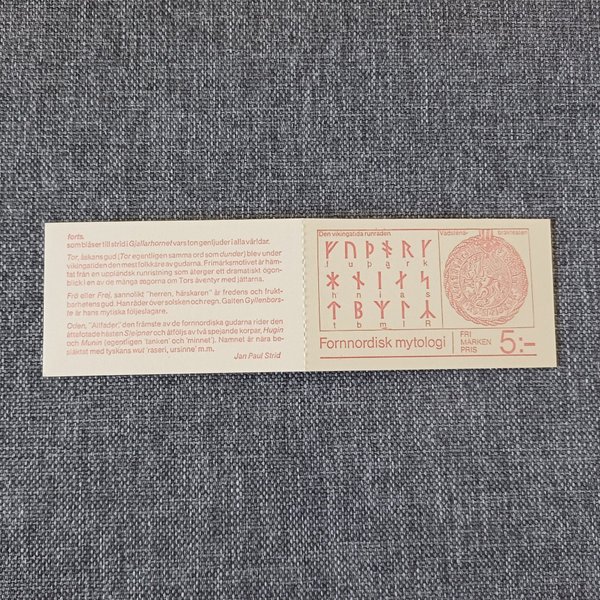 forts.
som blåser till strid i Gjallarhornet vars ton genljuder i alla världar.
Tor, åskans gud (Tor egentligen samma ord som dunder) blev under
vikingatiden den mest folkkäre av gudarna. Frimärksmotivet är häm-
tat från en uppländsk runristning som återger ett dramatiskt ögon-
blick i en av de många sägorna om Tors äventyr med jättarna.
Frö eller Frej, sannolikt "herren, härskaren" är fredens och frukt-
barhetens gud. Han råder över solsken och regn. Galten Gyllenbors-
te är hans mytiska följeslagare.
Oden, "Allfader", den främste av de fornnordiska gudarna rider den
åttafotade hästen Sleipner och åtföljs av två spejande korpar, Hugin
och Munin (egentligen 'tanken' och 'minnet'). Namnet är nära be-
släktat med tyskans wut 'raseri, ursinne' m.m.
Jan Paul Strid
Den vikingatida runraden
ᚠ ᚢ ᚦ ᚬ ᚱ ᚴ
f u þ ą r k
ᚼ ᚾ ᛁ ᛅ ᛋ
h n i a s
ᛏ ᛒ ᛘ ᛚ ᛦ
t b m l R
Vadstena-
brakteaten
Fornnordisk mytologi
FRI
MÄRKEN
PRIS
5:-